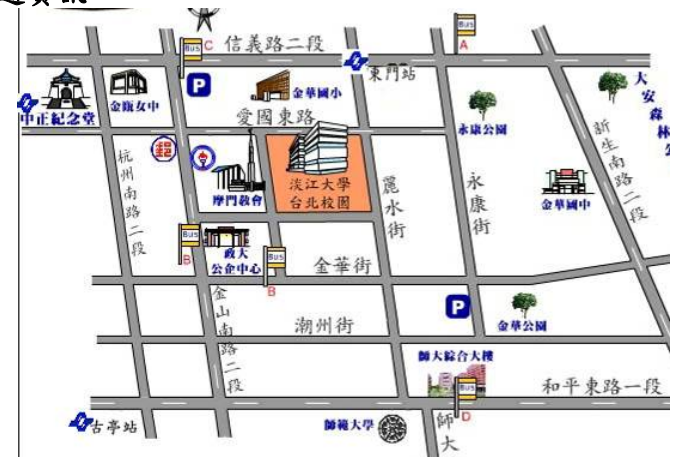 信義路二段
Bus
C
Bus
A
東門站
P
金華國小
金甌女中
中正紀念堂
愛國東路
永康公園
大安森林公
新生南路二段
郵
杭州南路二段
摩門教會
淡江大學
台北校園
麗水街
永康街
金華國中
Bus
B
政大
公企中心
Bus
B
金華街
金山南路二段
潮州街
P
金華公園
師大綜合大樓
Bus
D
和平東路一段
古亭站
師範大學
師大